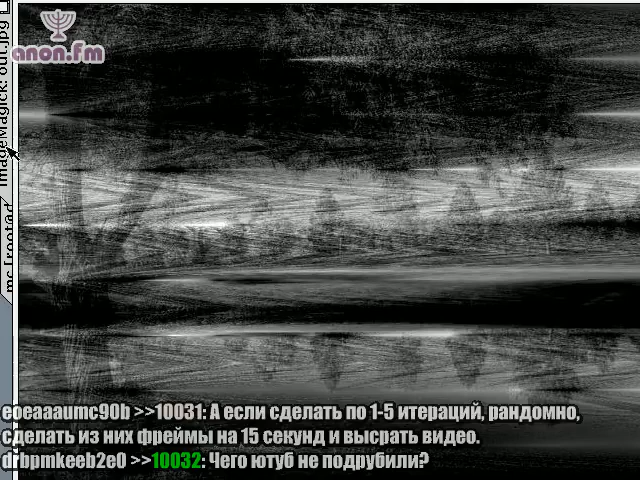 anon.fm
ImageMagick: out.jpg
mc [root@d
eoeaaaumc90b >>10031: А если сделать по 1-5 итераций, рандомно,
сделать из них фреймы на 15 секунд и высрать видео.
drbpmkeeb2e0 >>10032: Чего ютуб не подрубили?